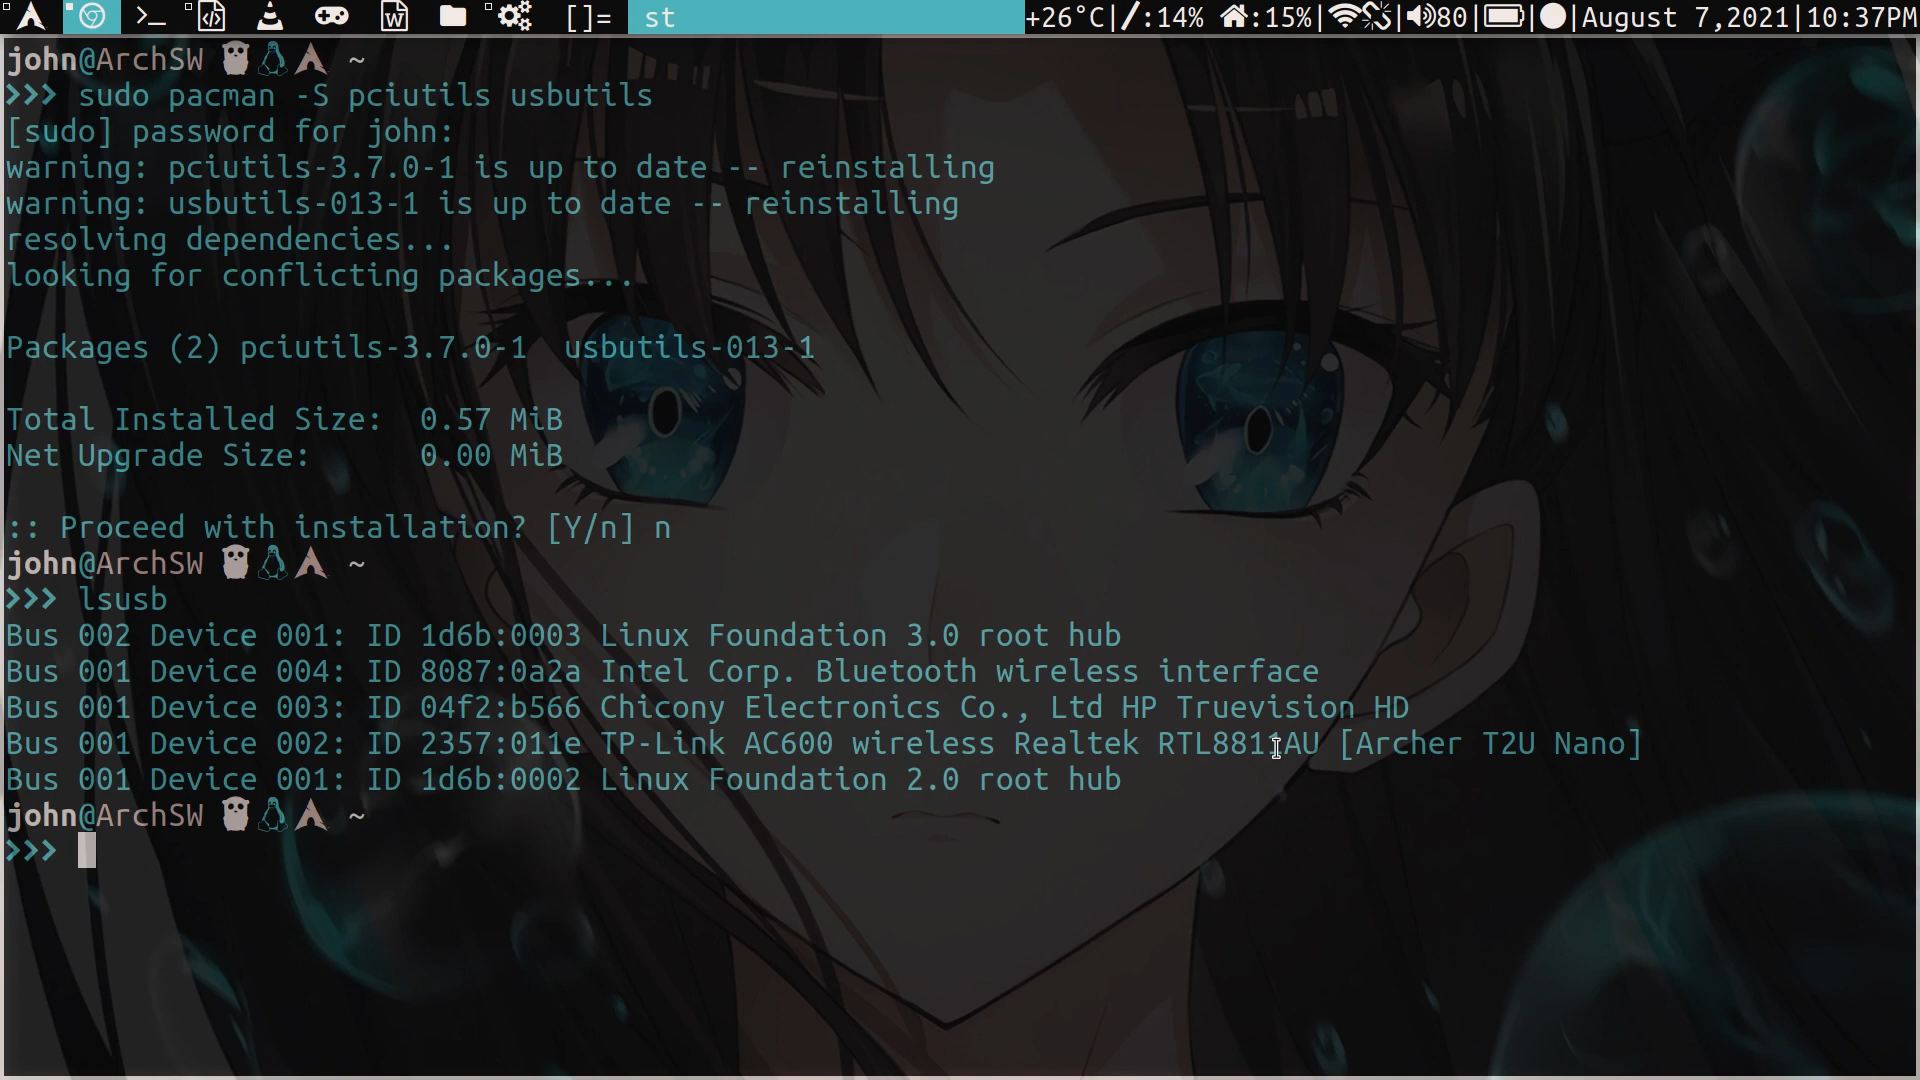 []= st +26°C|/:14% :15%| | 80| | |August 7,2021|10:37PM
john@ArchSW ~
>>> sudo pacman -S pciutils usbutils
[sudo] password for john:
warning: pciutils-3.7.0-1 is up to date -- reinstalling
warning: usbutils-013-1 is up to date -- reinstalling
resolving dependencies...
looking for conflicting packages...
Packages (2) pciutils-3.7.0-1  usbutils-013-1
Total Installed Size:  0.57 MiB
Net Upgrade Size:      0.00 MiB
:: Proceed with installation? [Y/n] n
john@ArchSW ~
>>> lsusb
Bus 002 Device 001: ID 1d6b:0003 Linux Foundation 3.0 root hub
Bus 001 Device 004: ID 8087:0a2a Intel Corp. Bluetooth wireless interface
Bus 001 Device 003: ID 04f2:b566 Chicony Electronics Co., Ltd HP Truevision HD
Bus 001 Device 002: ID 2357:011e TP-Link AC600 wireless Realtek RTL8811AU [Archer T2U Nano]
Bus 001 Device 001: ID 1d6b:0002 Linux Foundation 2.0 root hub
john@ArchSW ~
>>>